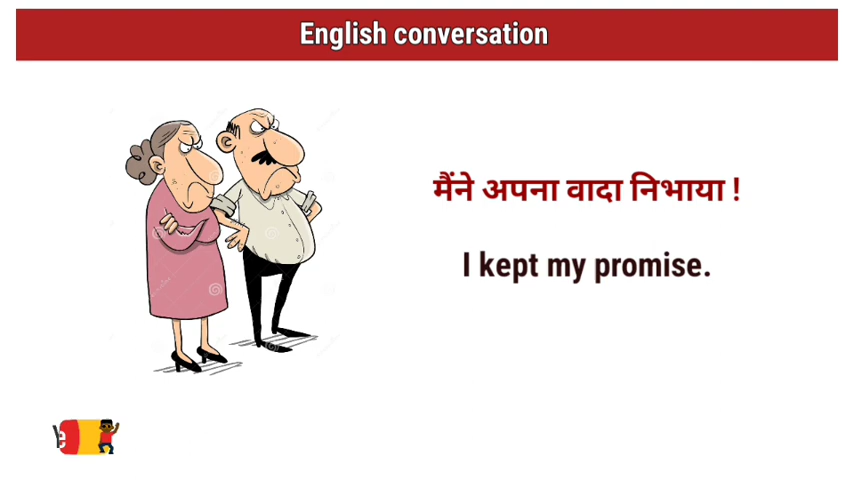 English conversation
मैंने अपना वादा निभाया !
I kept my promise.